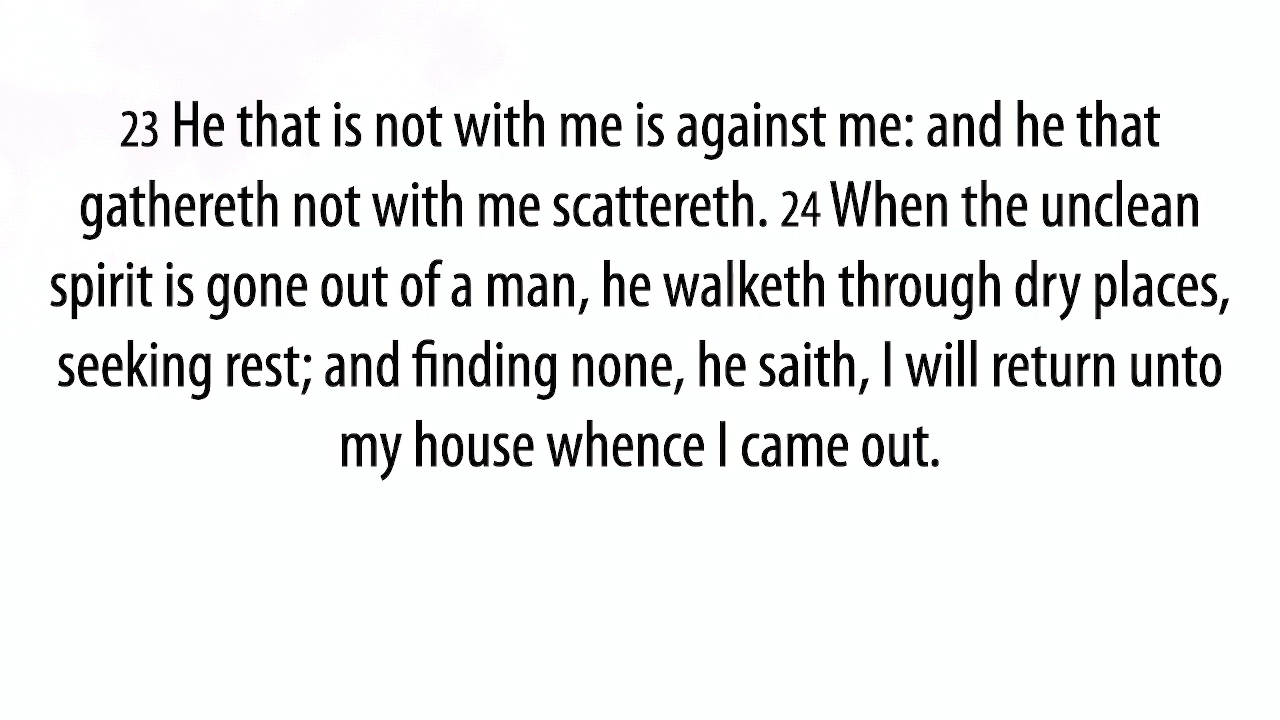 23 He that is not with me is against me: and he that
gathereth not with me scattereth. 24 When the unclean
spirit is gone out of a man, he walketh through dry places,
seeking rest; and finding none, he saith, I will return unto
my house whence I came out.